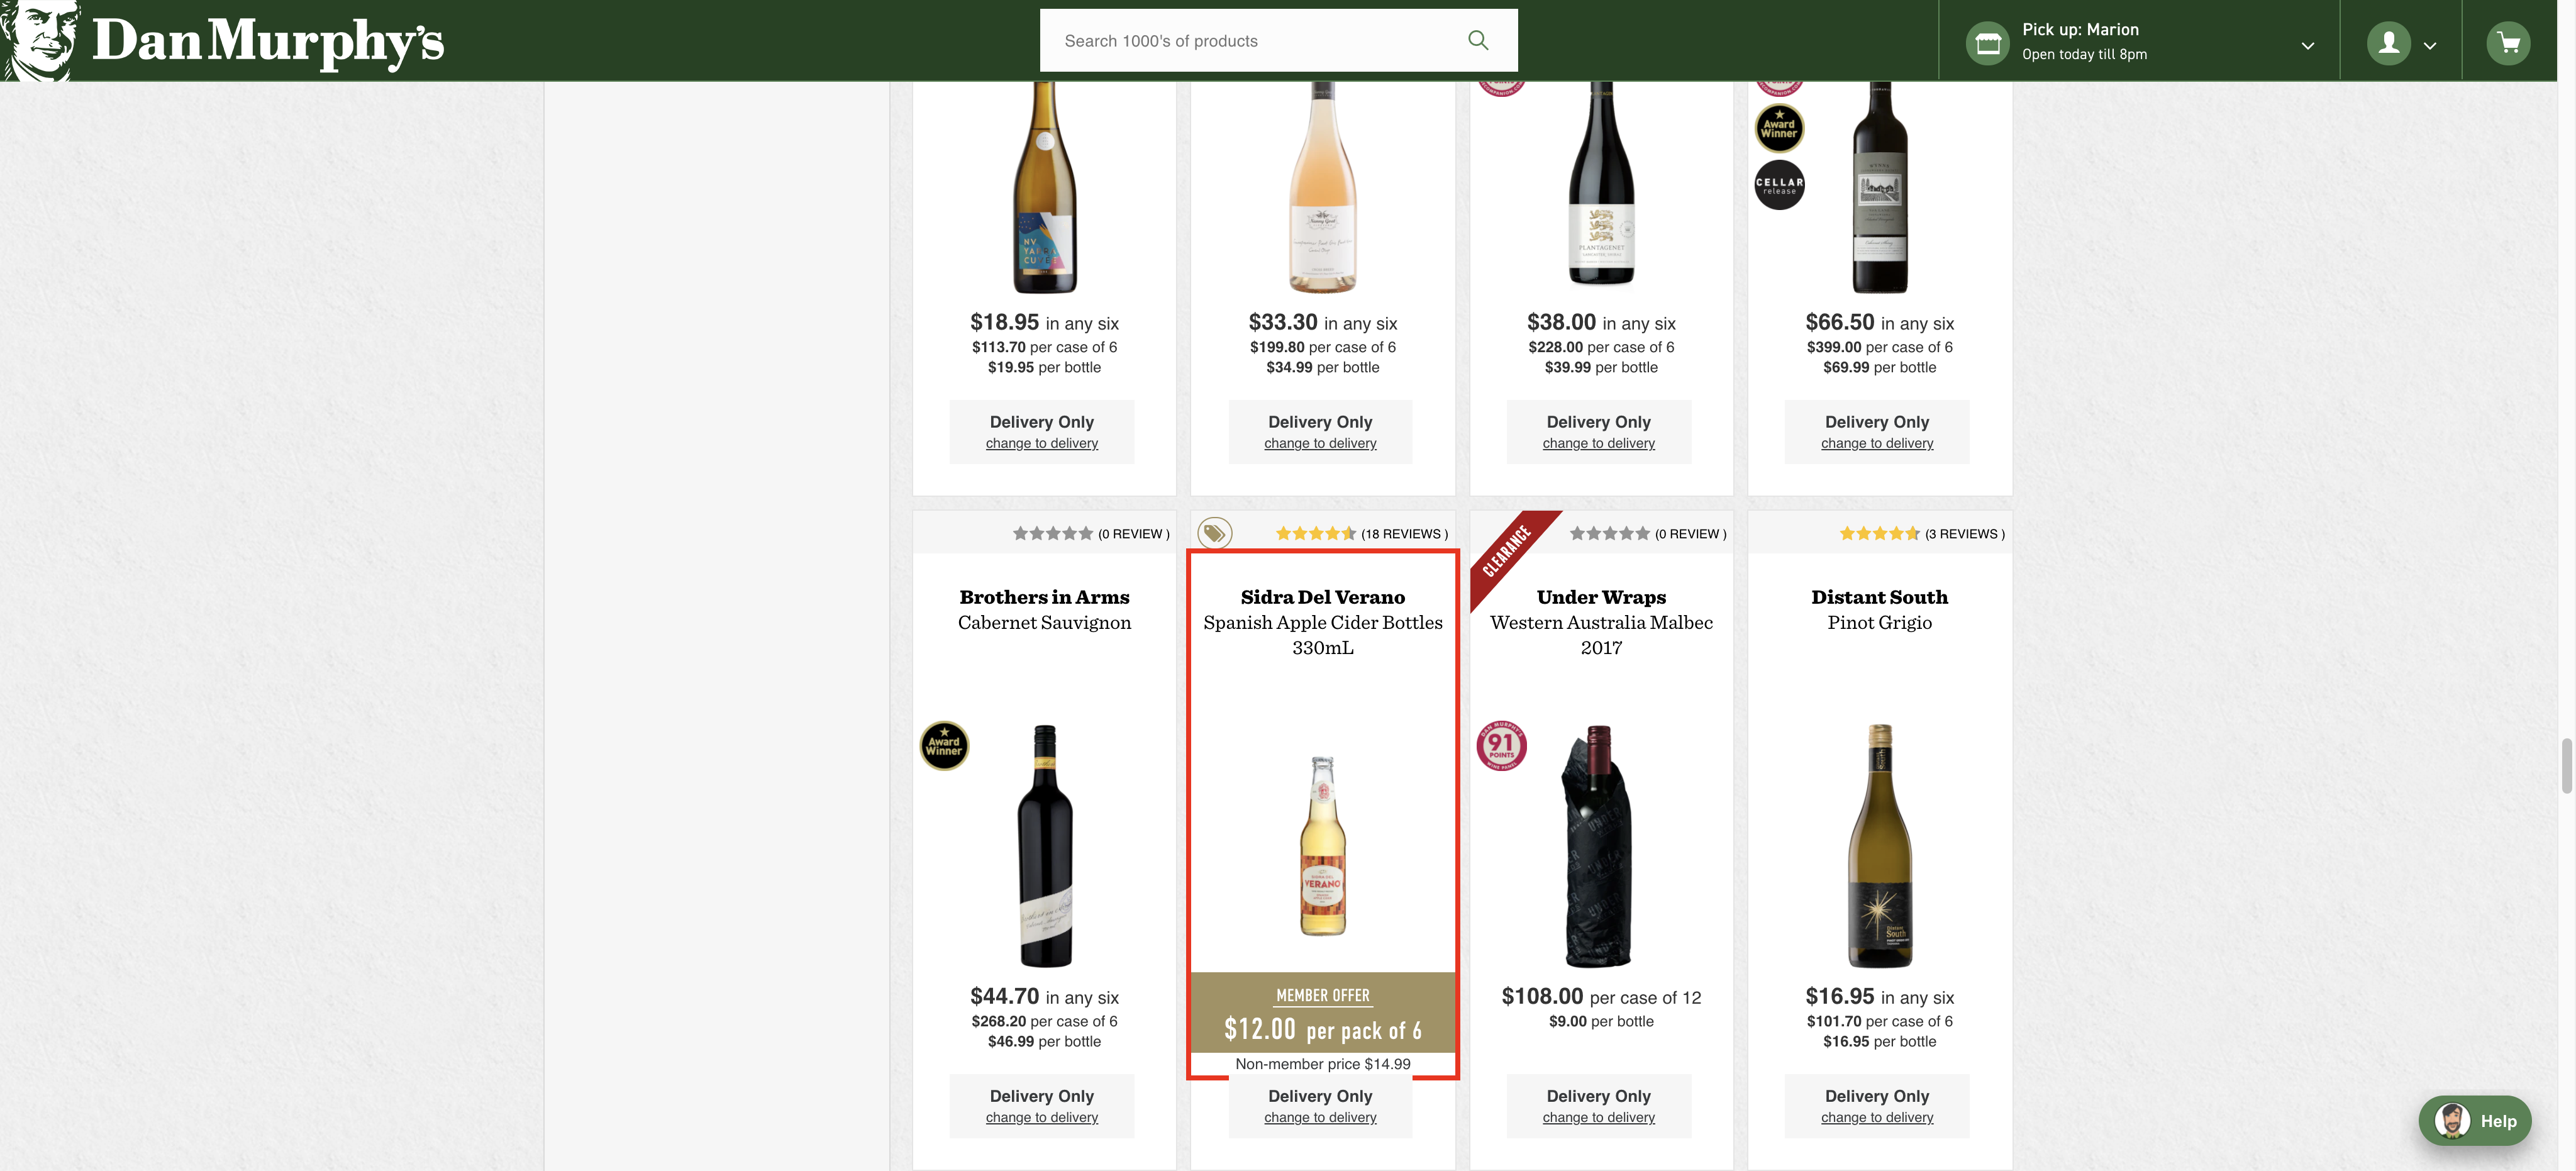 Dan Murphy's
Search 1000's of products
Pick up: Marion
Open today till 8pm
Award
Winner
CELLAR
release
PLANTAGENET
$18.95 in any six
$113.70 per case of 6
$19.95 per bottle
Delivery Only
change to delivery
$33.30 in any six
$199.80 per case of 6
$34.99 per bottle
Delivery Only
change to delivery
$38.00 in any six
$228.00 per case of 6
$39.99 per bottle
Delivery Only
change to delivery
$66.50 in any six
$399.00 per case of 6
$69.99 per bottle
Delivery Only
change to delivery
(0 REVIEW )
Brothers in Arms
Cabernet Sauvignon
Award
Winner
$44.70 in any six
$268.20 per case of 6
$46.99 per bottle
Delivery Only
change to delivery
(18 REVIEWS )
Sidra Del Verano
Spanish Apple Cider Bottles
330mL
VERANO
MEMBER OFFER
$12.00 per pack of 6
Non-member price $14.99
Delivery Only
change to delivery
CLEARANCE
(0 REVIEW )
Under Wraps
Western Australia Malbec
2017
DAN MURPHY'S
91
POINTS
WINE PANEL
$108.00 per case of 12
$9.00 per bottle
Delivery Only
change to delivery
(3 REVIEWS )
Distant South
Pinot Grigio
Distant
South
$16.95 in any six
$101.70 per case of 6
$16.95 per bottle
Delivery Only
change to delivery
Help